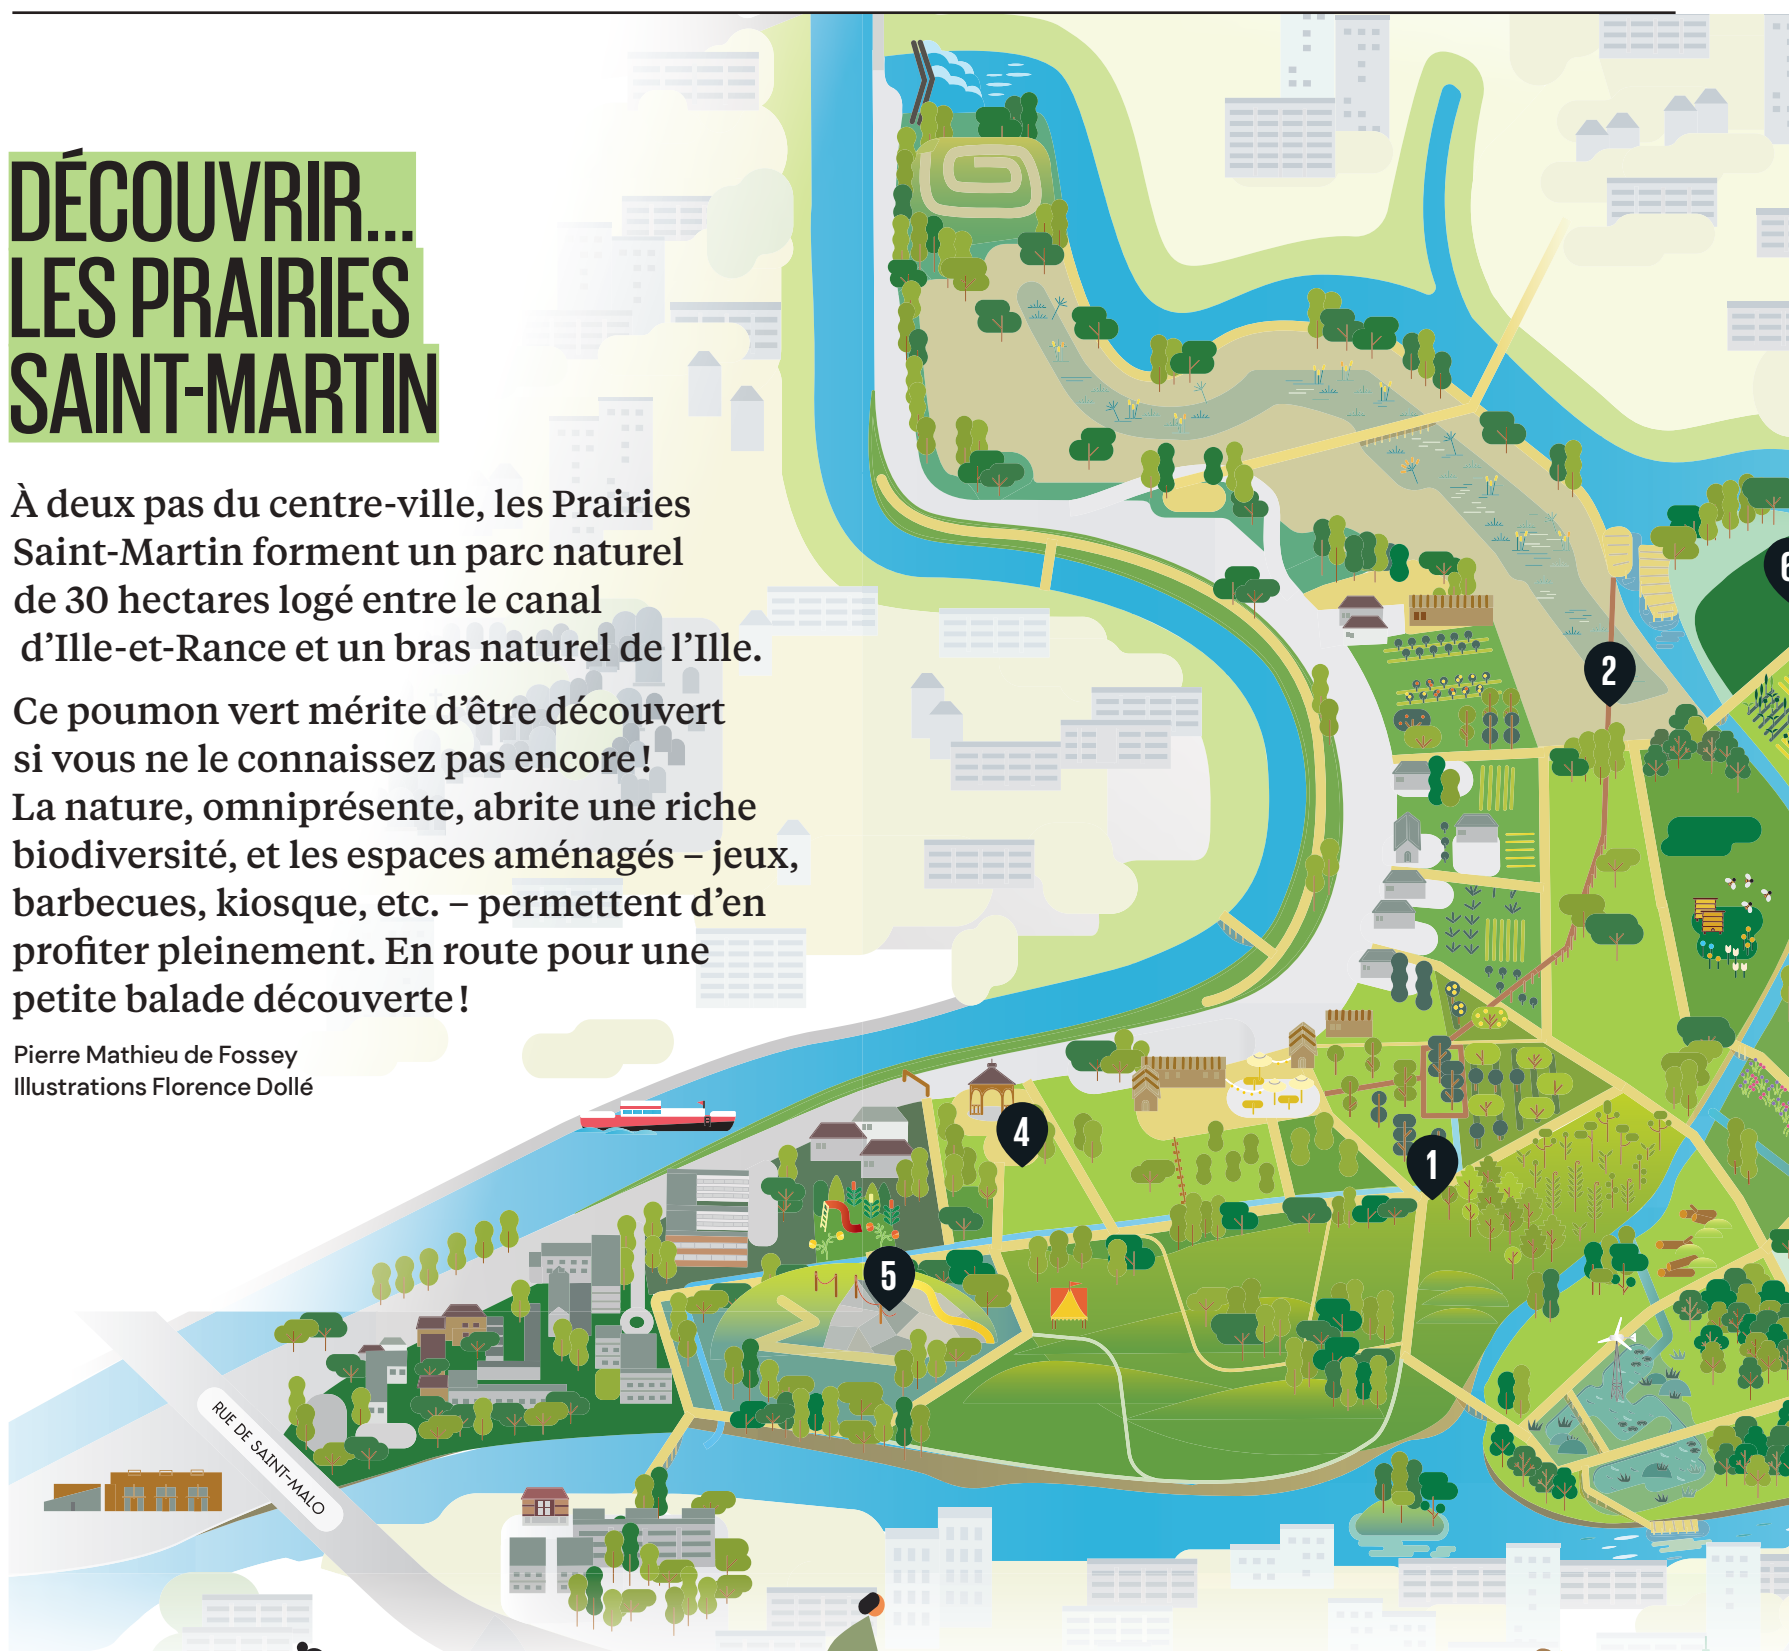 DÉCOUVRIR...
LES PRAIRIES
SAINT-MARTIN
À deux pas du centre-ville, les Prairies
Saint-Martin forment un parc naturel
de 30 hectares logé entre le canal
d’Ille-et-Rance et un bras naturel de l’Ille.
Ce poumon vert mérite d’être découvert
si vous ne le connaissez pas encore !
La nature, omniprésente, abrite une riche
biodiversité, et les espaces aménagés – jeux,
barbecues, kiosque, etc. – permettent d’en
profiter pleinement. En route pour une
petite balade découverte !
Pierre Mathieu de Fossey
Illustrations Florence Dollé
6
2
4
1
5
RUE DE SAINT-MALO